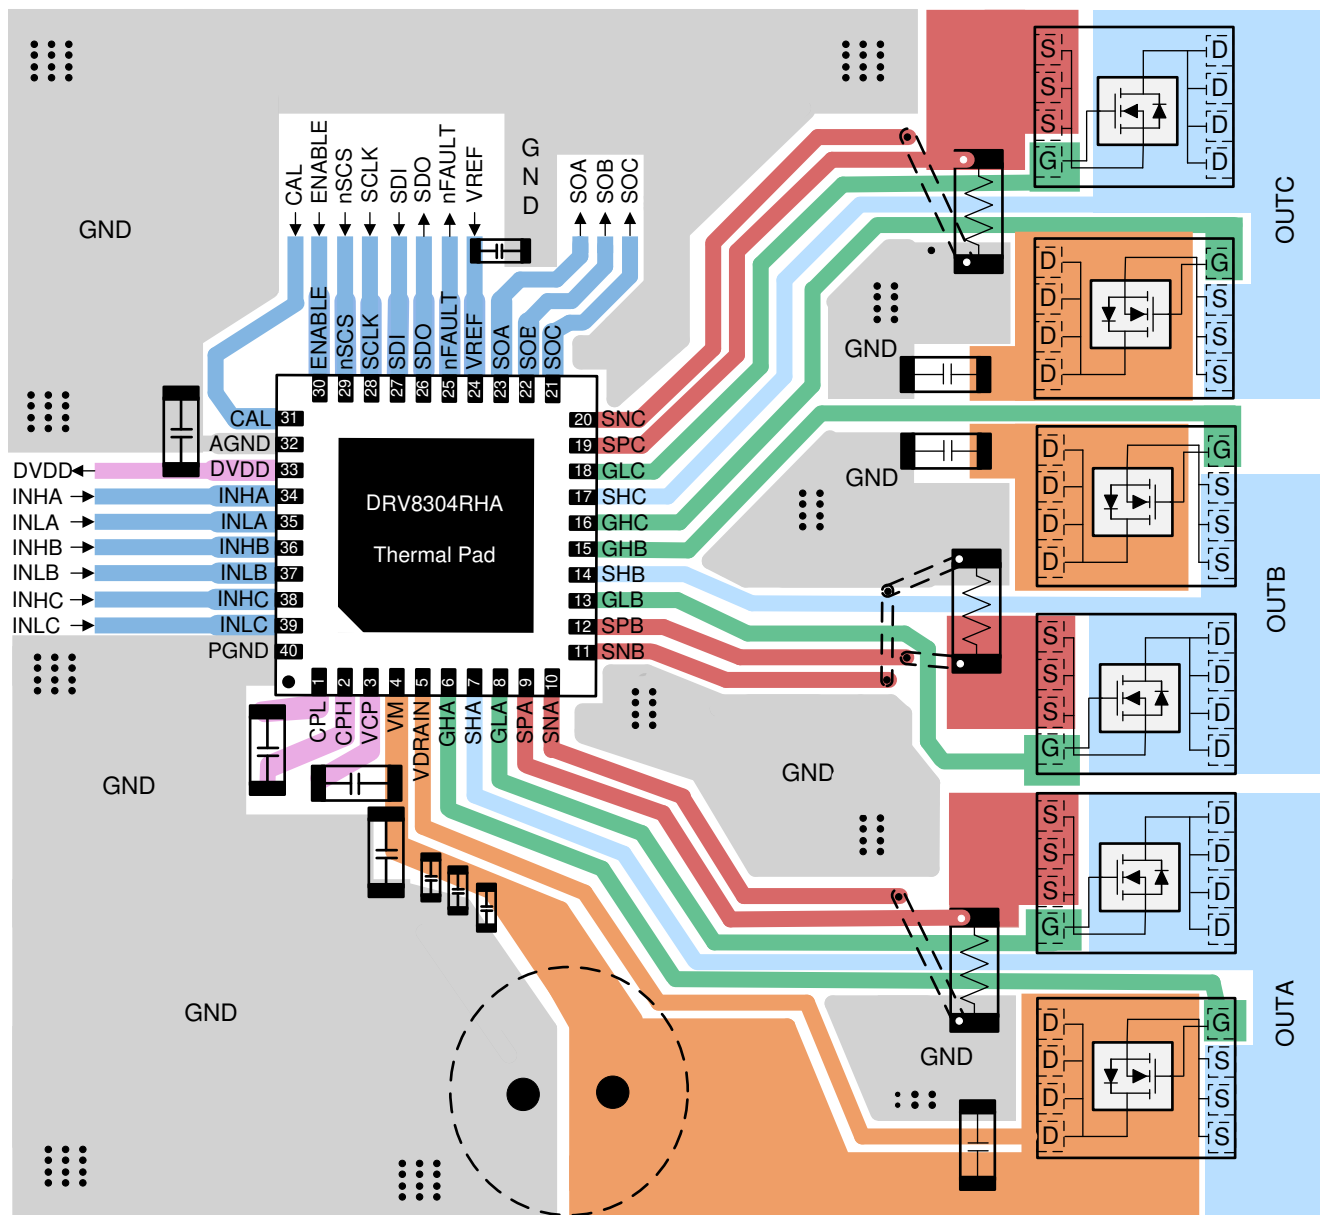 CAL
ENABLE
nSCS
SCLK
SDI
SDO
nFAULT
VREF
GND
SOA
SOB
SOC
GND
OUTC
S
S
S
G
D
D
D
D
D
D
D
D
G
S
S
S
GND
ENABLE
nSCS
SCLK
SDI
SDO
nFAULT
VREF
SOA
SOB
SOC
30
29
28
27
26
25
24
23
22
21
CAL 31
AGND 32
DVDD DVDD 33
INHA INHA 34
INLA INLA 35
INHB INHB 36
INLB INLB 37
INHC INHC 38
INLC INLC 39
PGND 40
DRV8304RHA
Thermal Pad
20 SNC
19 SPC
18 GLC
17 SHC
16 GHC
15 GHB
14 SHB
13 GLB
12 SPB
11 SNB
GND
D
D
D
D
G
S
S
S
OUTB
S
S
S
G
D
D
D
D
1
2
3
4
5
6
7
8
9
10
CPL
CPH
VCP
VM
VDRAIN
GHA
SHA
GLA
SPA
SNA
GND
GND
S
S
S
G
D
D
D
D
OUTA
GND
GND
D
D
D
D
G
S
S
S